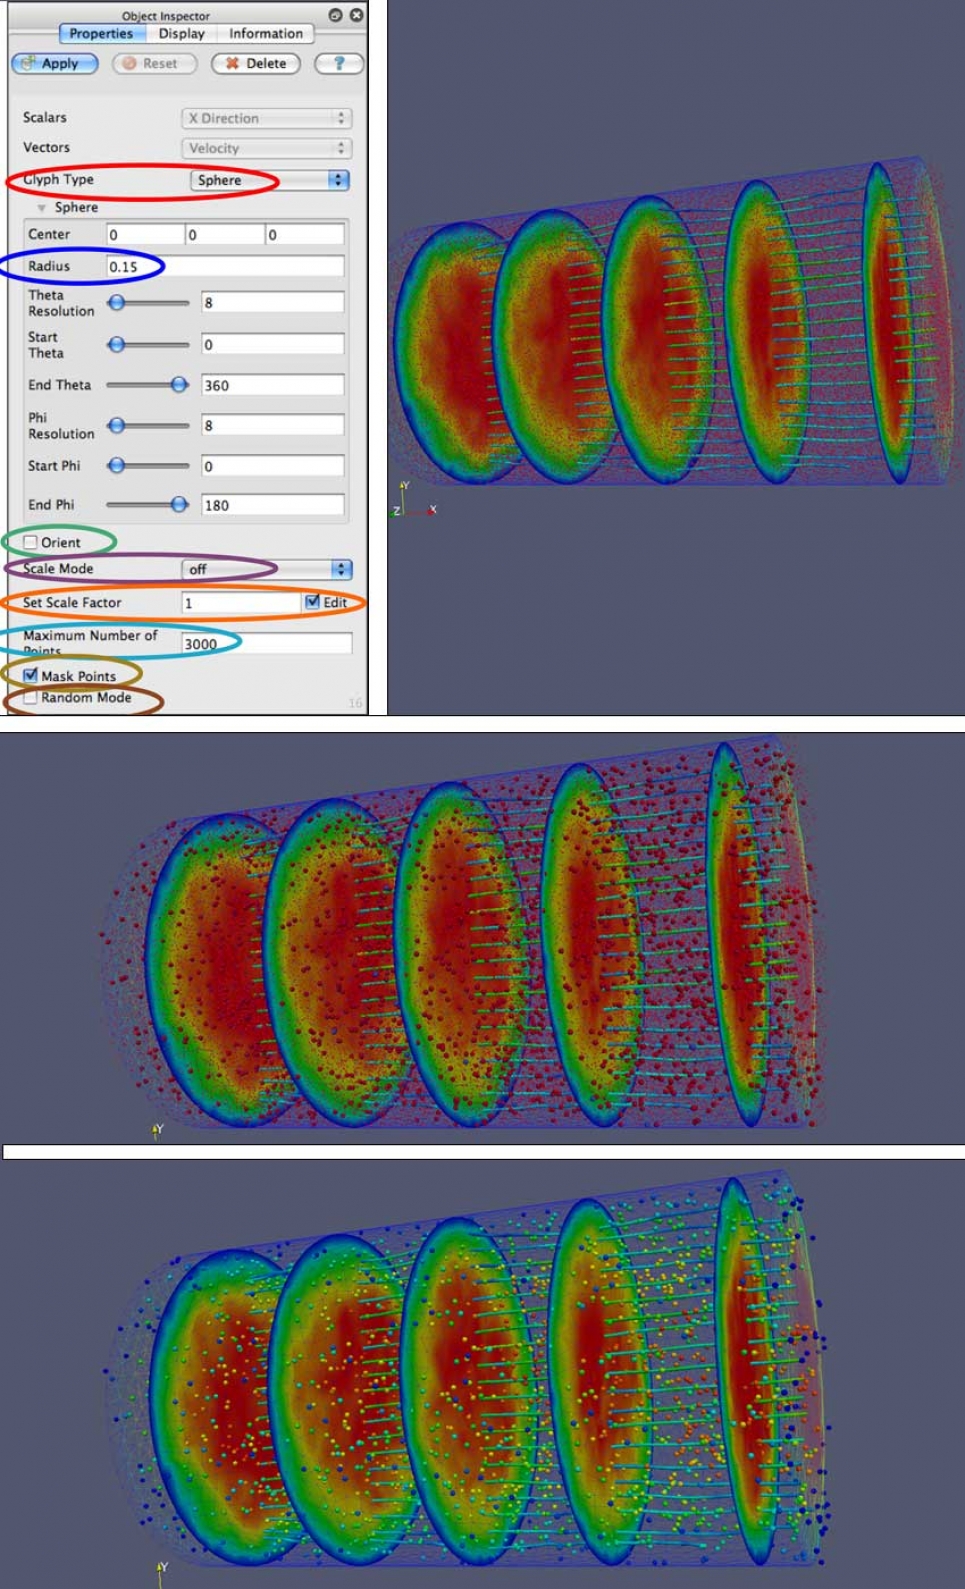 Object Inspector
Properties Display Information
Apply Reset Delete ?
Scalars X Direction
Vectors Velocity
Glyph Type Sphere
Sphere
Center 0 0 0
Radius 0.15
Theta
Resolution 8
Start
Theta 0
End Theta 360
Phi
Resolution 8
Start Phi 0
End Phi 180
Orient
Scale Mode off
Set Scale Factor 1 Edit
Maximum Number of
Points 3000
Mask Points
Random Mode
16
Y
Z X
Y
Y